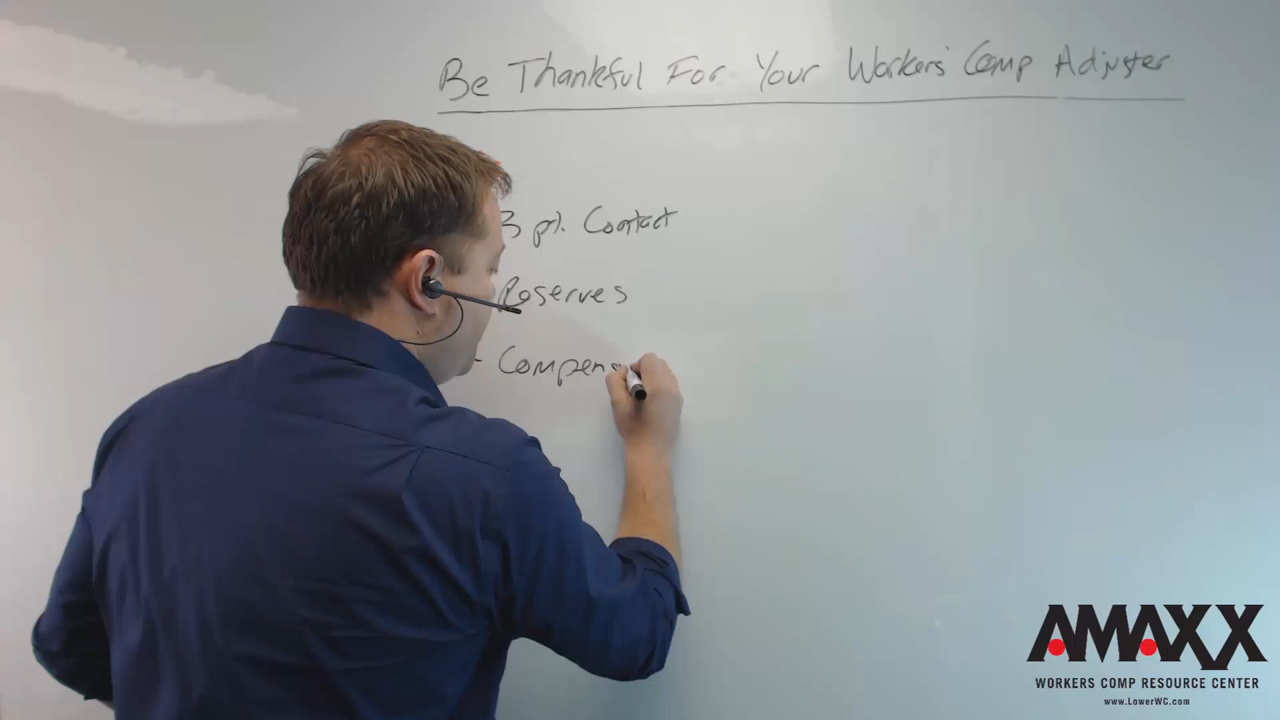 Be Thankful For Your Workers' Comp Adjuster
3 pt. Contact
Reserves
- Compens
AMAXX
WORKERS COMP RESOURCE CENTER
www.LowerWC.com